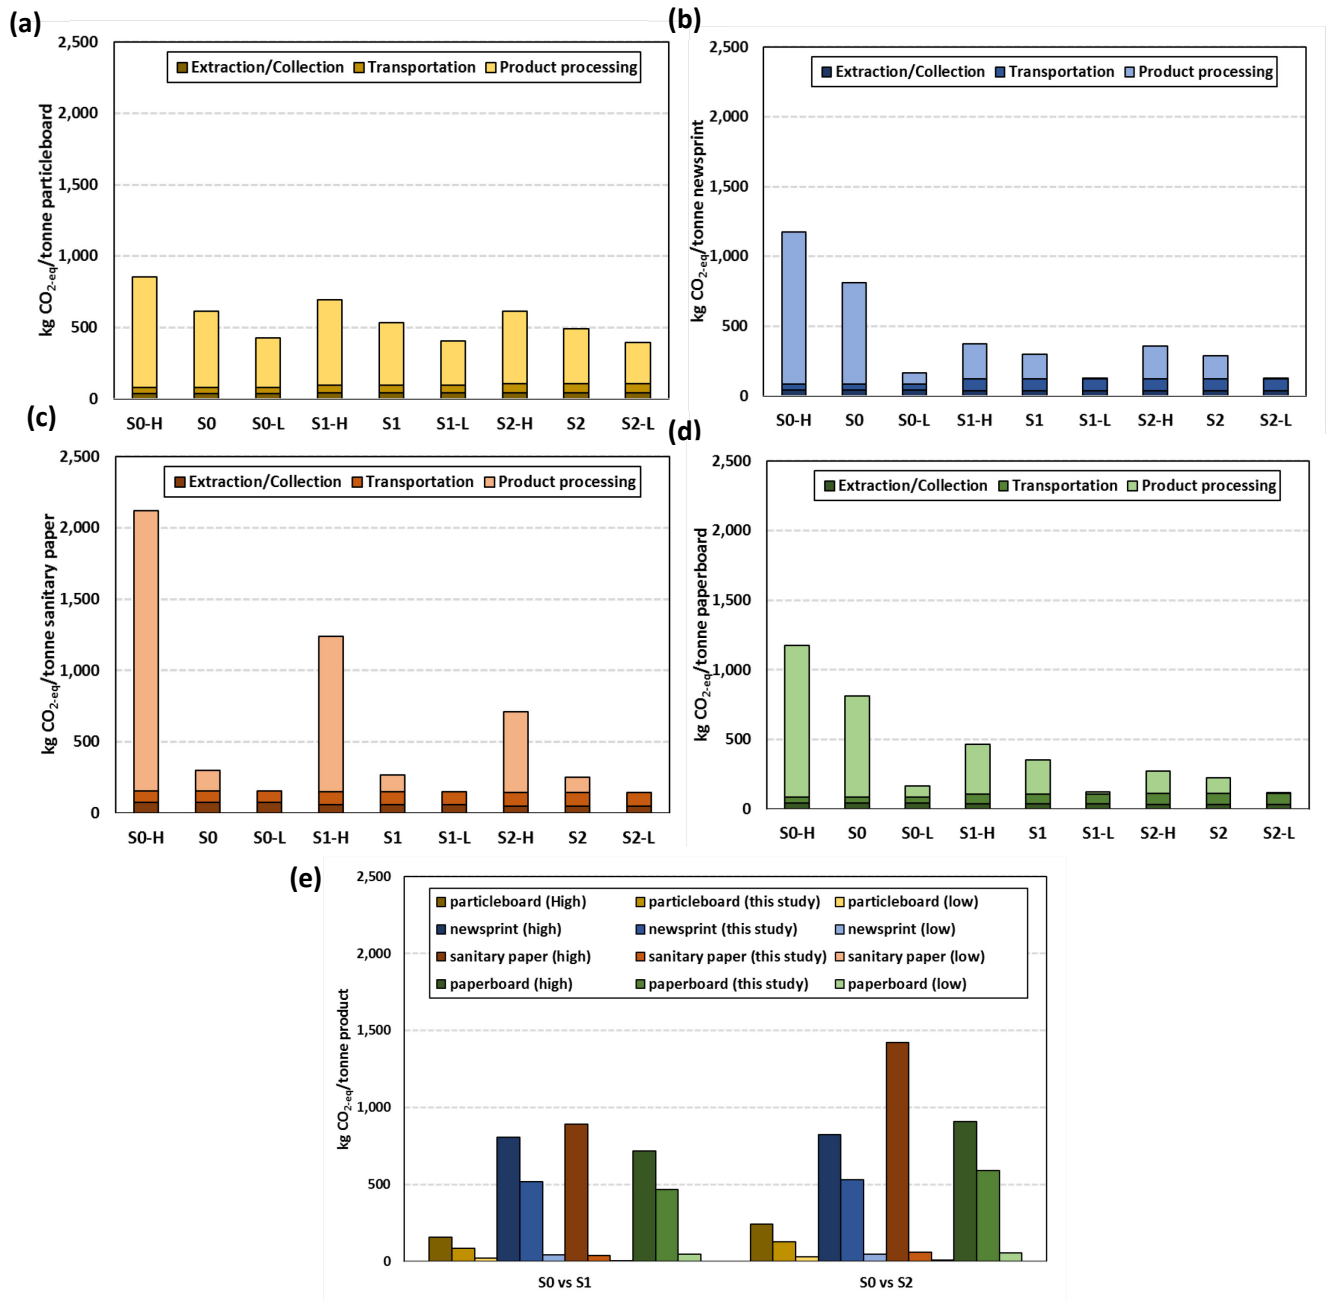 (a)
kg CO2-eq/tonne particleboard
2,500
2,000
1,500
1,000
500
0
Extraction/Collection Transportation Product processing
S0-H S0 S0-L S1-H S1 S1-L S2-H S2 S2-L
(b)
kg CO2-eq/tonne newsprint
2,500
2,000
1,500
1,000
500
0
Extraction/Collection Transportation Product processing
S0-H S0 S0-L S1-H S1 S1-L S2-H S2 S2-L
(c)
kg CO2-eq/tonne sanitary paper
2,500
2,000
1,500
1,000
500
0
Extraction/Collection Transportation Product processing
S0-H S0 S0-L S1-H S1 S1-L S2-H S2 S2-L
(d)
kg CO2-eq/tonne paperboard
2,500
2,000
1,500
1,000
500
0
Extraction/Collection Transportation Product processing
S0-H S0 S0-L S1-H S1 S1-L S2-H S2 S2-L
(e)
kg CO2-eq/tonne product
2,500
2,000
1,500
1,000
500
0
particleboard (High) particleboard (this study) particleboard (low)
newsprint (high) newsprint (this study) newsprint (low)
sanitary paper (high) sanitary paper (this study) sanitary paper (low)
paperboard (high) paperboard (this study) paperboard (low)
S0 vs S1 S0 vs S2